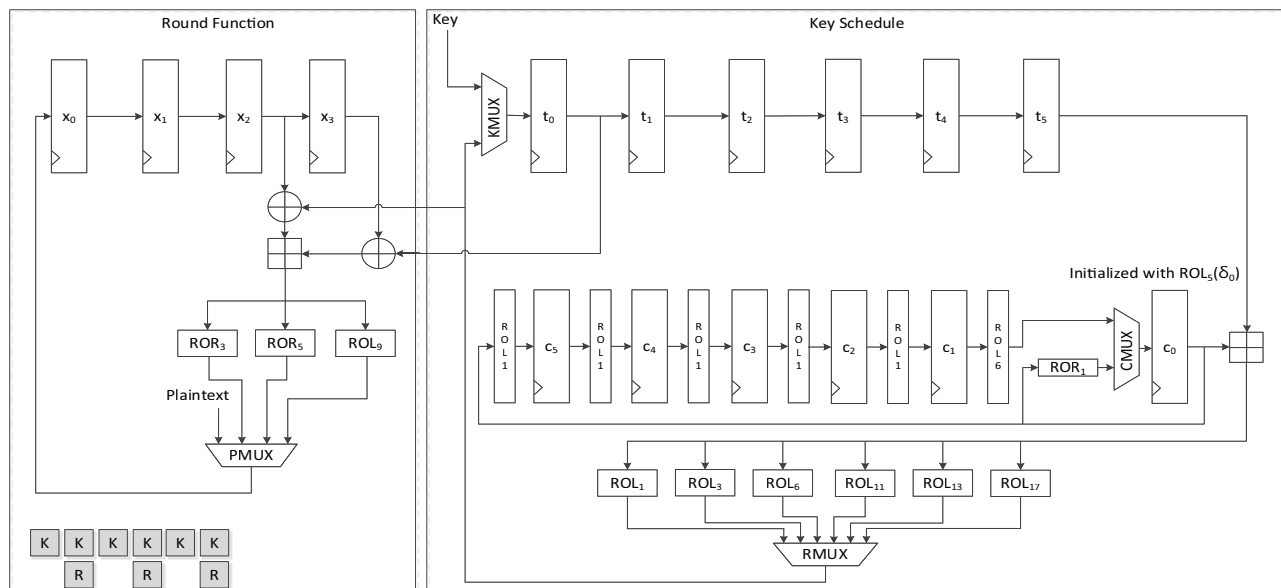 Round Function
Key Schedule
Key
x₀ x₁ x₂ x₃
KMUX
t₀ t₁ t₂ t₃ t₄ t₅
Initialized with ROL₅(δ₀)
ROL1 c₅ ROL1 c₄ ROL1 c₃ ROL1 c₂ ROL1 c₁ ROL6 ROR₁ CMUX c₀
ROR₃ ROR₅ ROL₉
Plaintext
PMUX
ROL₁ ROL₃ ROL₆ ROL₁₁ ROL₁₃ ROL₁₇
RMUX
K K K K K K
R R R